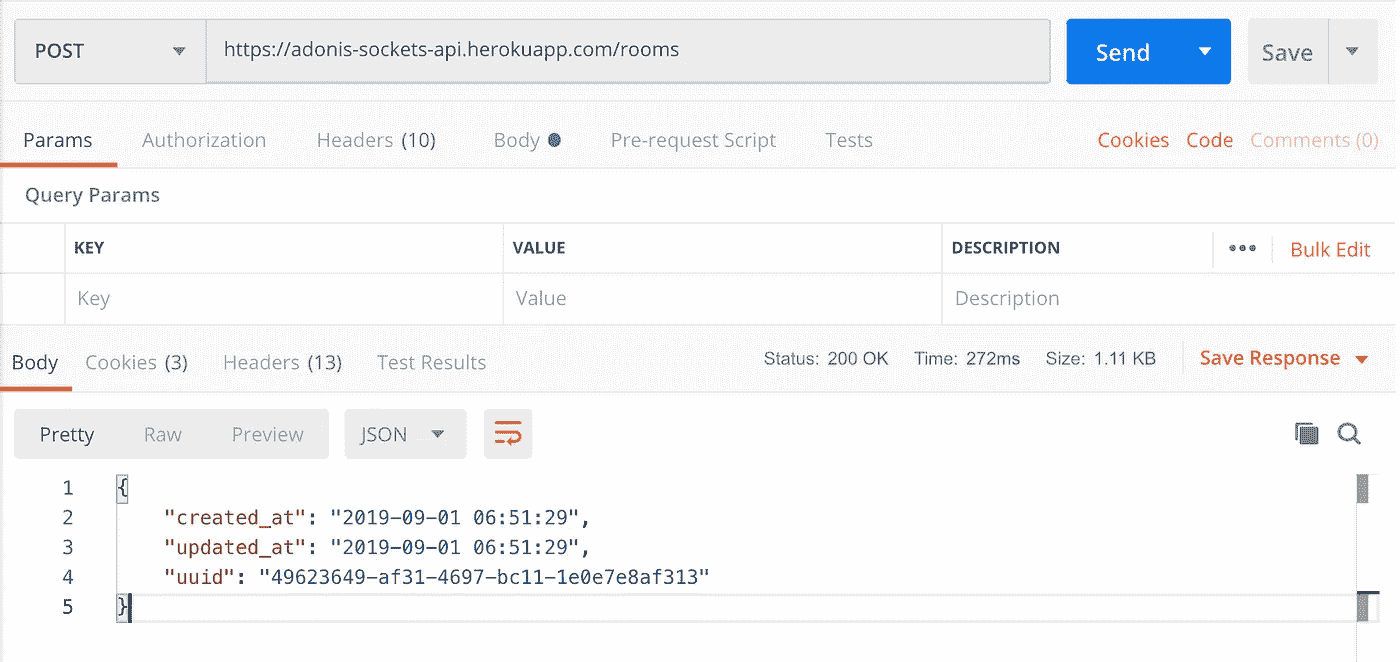 POST https://adonis-sockets-api.herokuapp.com/rooms Send Save
Params Authorization Headers (10) Body Pre-request Script Tests Cookies Code Comments (0)
Query Params
KEY VALUE DESCRIPTION ••• Bulk Edit
Key Value Description
Body Cookies (3) Headers (13) Test Results Status: 200 OK Time: 272ms Size: 1.11 KB Save Response
Pretty Raw Preview JSON
1 {
2 "created_at": "2019-09-01 06:51:29",
3 "updated_at": "2019-09-01 06:51:29",
4 "uuid": "49623649-af31-4697-bc11-1e0e7e8af313"
5 }